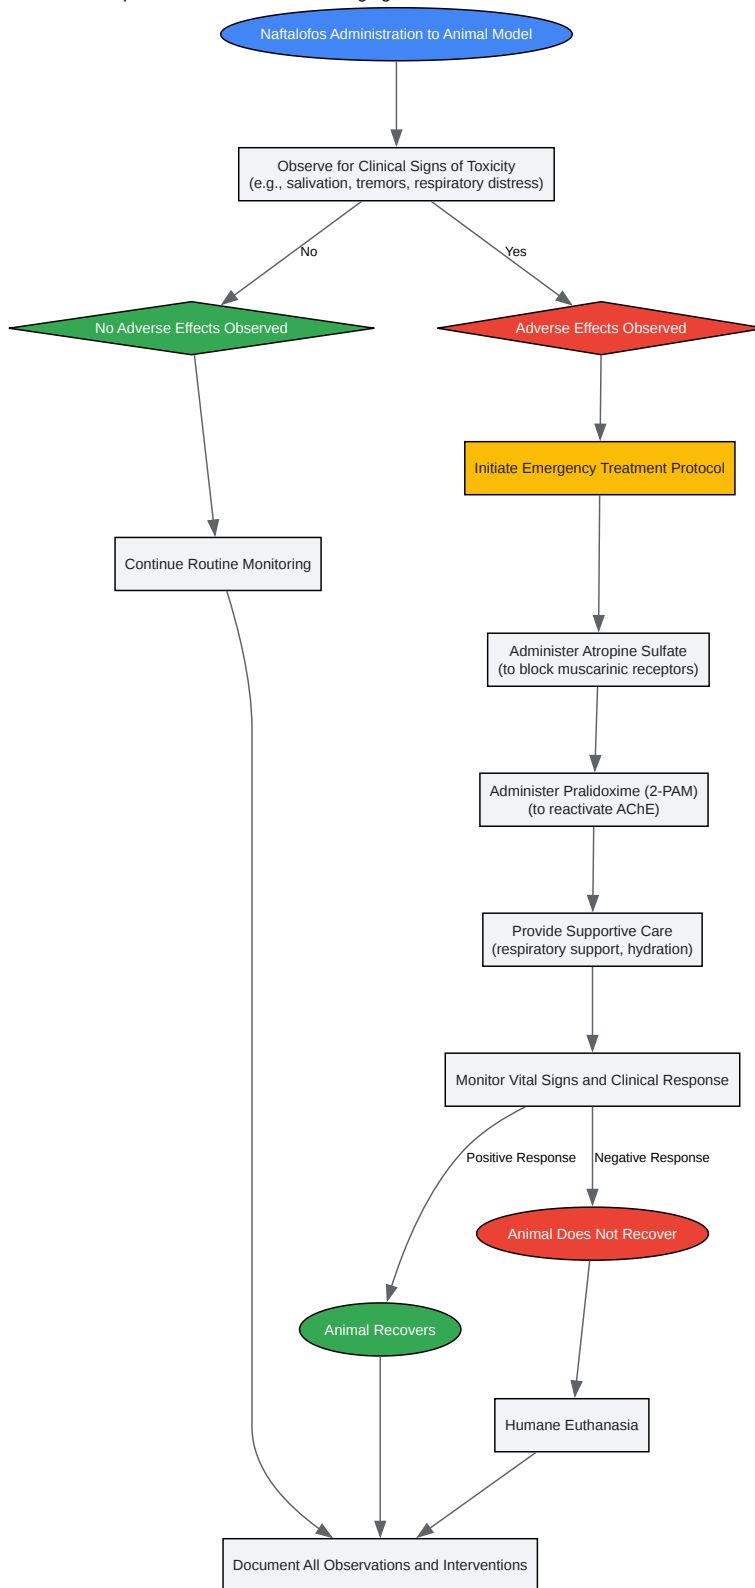 Naftalofos Administration to Animal Model
Observe for Clinical Signs of Toxicity
(e.g., salivation, tremors, respiratory distress)
No
Yes
No Adverse Effects Observed
Adverse Effects Observed
Initiate Emergency Treatment Protocol
Continue Routine Monitoring
Administer Atropine Sulfate
(to block muscarinic receptors)
Administer Pralidoxime (2-PAM)
(to reactivate AChE)
Provide Supportive Care
(respiratory support, hydration)
Monitor Vital Signs and Clinical Response
Positive Response
Negative Response
Animal Does Not Recover
Animal Recovers
Humane Euthanasia
Document All Observations and Interventions